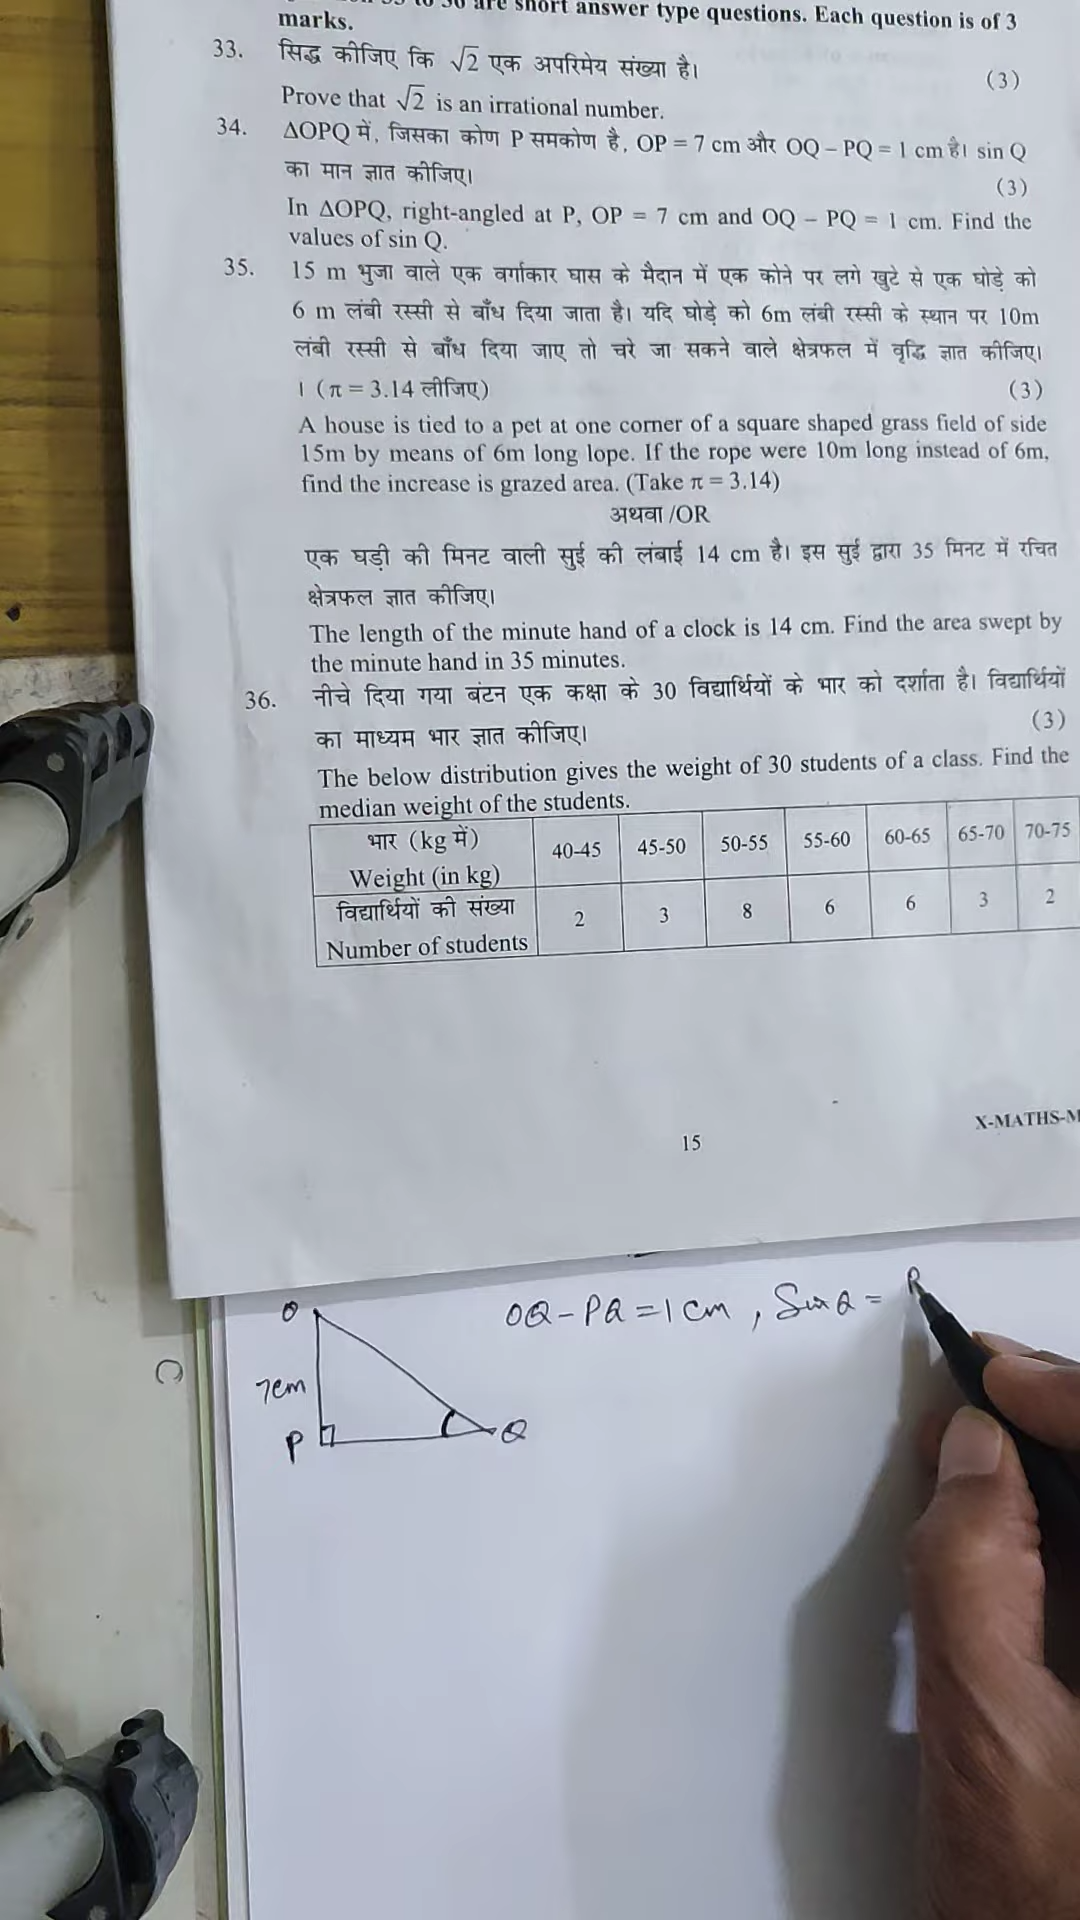 are short answer type questions. Each question is of 3
marks.
33. सिद्ध कीजिए कि √2 एक अपरिमेय संख्या है। (3)
Prove that √2 is an irrational number.
34. ΔOPQ में, जिसका कोण P समकोण है, OP = 7 cm और OQ – PQ = 1 cm है। sin Q
का मान ज्ञात कीजिए। (3)
In ΔOPQ, right-angled at P, OP = 7 cm and OQ – PQ = 1 cm. Find the
values of sin Q.
35. 15 m भुजा वाले एक वर्गाकार घास के मैदान में एक कोने पर लगे खुटे से एक घोड़े को
6 m लंबी रस्सी से बाँध दिया जाता है। यदि घोड़े को 6m लंबी रस्सी के स्थान पर 10m
लंबी रस्सी से बाँध दिया जाए तो चरे जा सकने वाले क्षेत्रफल में वृद्धि ज्ञात कीजिए।
। (π = 3.14 लीजिए) (3)
A house is tied to a pet at one corner of a square shaped grass field of side
15m by means of 6m long lope. If the rope were 10m long instead of 6m,
find the increase is grazed area. (Take π = 3.14)
अथवा /OR
एक घड़ी की मिनट वाली सुई की लंबाई 14 cm है। इस सुई द्वारा 35 मिनट में रचित
क्षेत्रफल ज्ञात कीजिए।
The length of the minute hand of a clock is 14 cm. Find the area swept by
the minute hand in 35 minutes.
36. नीचे दिया गया बंटन एक कक्षा के 30 विद्यार्थियों के भार को दर्शाता है। विद्यार्थियों
का माध्यम भार ज्ञात कीजिए। (3)
The below distribution gives the weight of 30 students of a class. Find the
median weight of the students.
भार (kg में)
Weight (in kg) 40-45 45-50 50-55 55-60 60-65 65-70 70-75
विद्यार्थियों की संख्या
Number of students 2 3 8 6 6 3 2
X-MATHS-M
15
O
OQ – PQ = 1 cm, Sin Q =
7cm
P Q